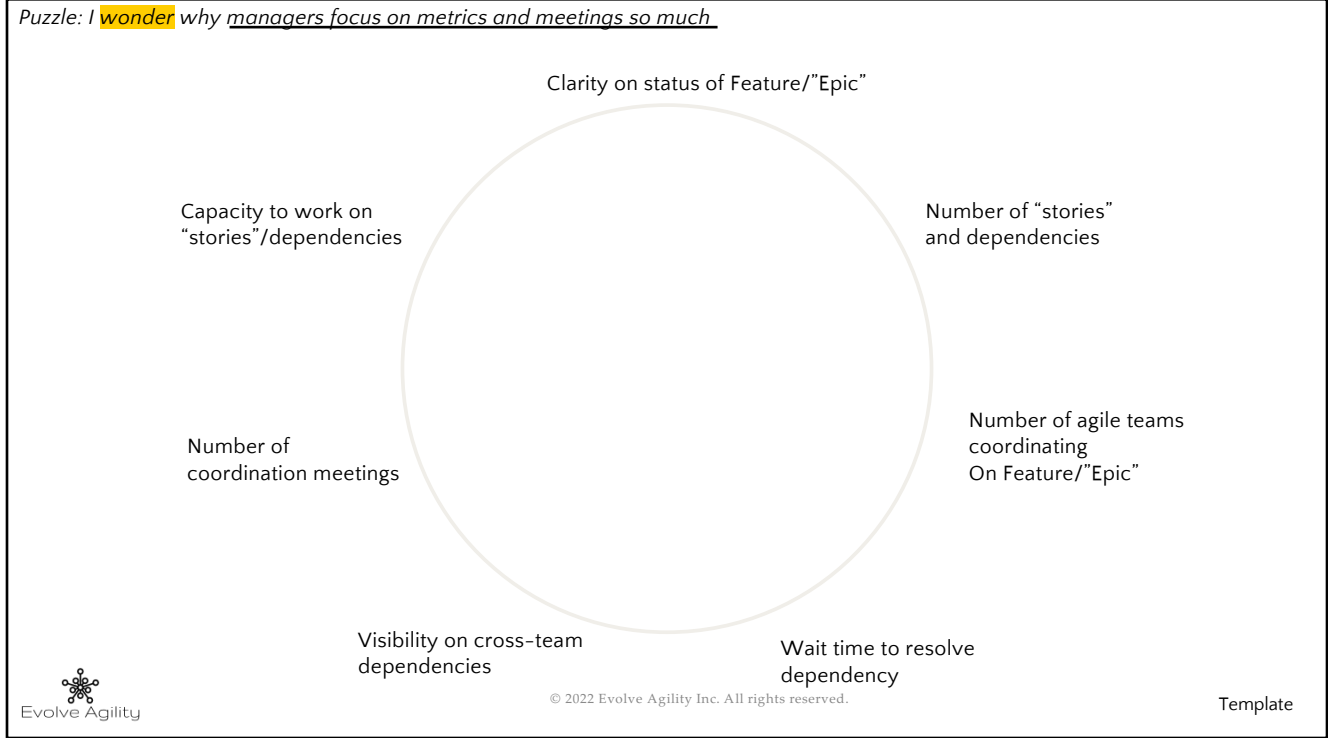 Puzzle: I wonder why managers focus on metrics and meetings so much
Clarity on status of Feature/”Epic”
Capacity to work on
“stories”/dependencies
Number of “stories”
and dependencies
Number of
coordination meetings
Number of agile teams
coordinating
On Feature/”Epic”
Visibility on cross-team
dependencies
Wait time to resolve
dependency
Evolve Agility
© 2022 Evolve Agility Inc. All rights reserved.
Template